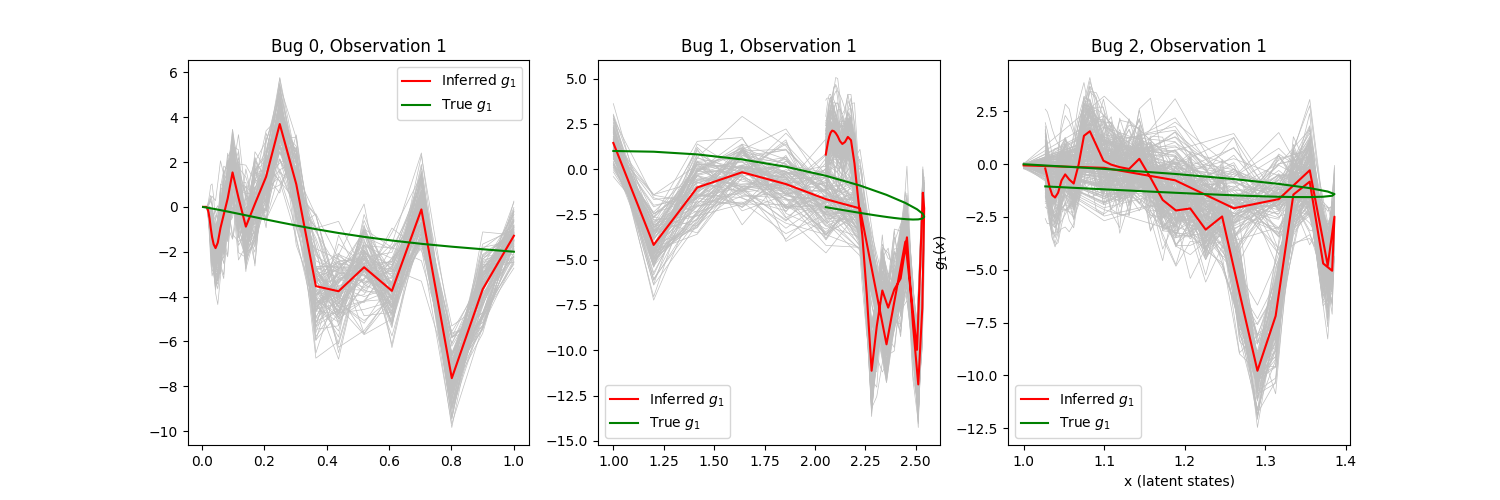 Bug 0, Observation 1
6
4
2
0
−2
−4
−6
−8
−10
0.0 0.2 0.4 0.6 0.8 1.0
Inferred g₁
True g₁
Bug 1, Observation 1
5.0
2.5
0.0
−2.5
−5.0
−7.5
−10.0
−12.5
−15.0
1.00 1.25 1.50 1.75 2.00 2.25 2.50
Inferred g₁
True g₁
Bug 2, Observation 1
g₁(x)
2.5
0.0
−2.5
−5.0
−7.5
−10.0
−12.5
1.0 1.1 1.2 1.3 1.4
x (latent states)
Inferred g₁
True g₁